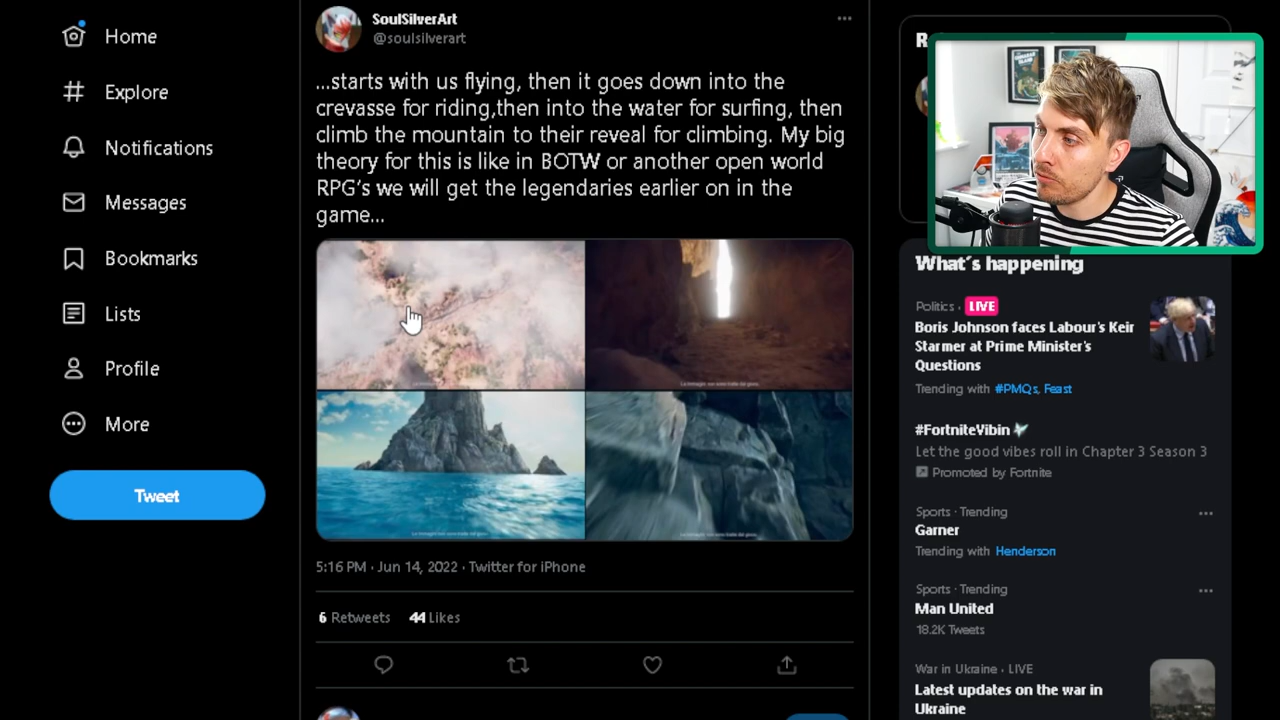 Home
Explore
Notifications
Messages
Bookmarks
Lists
Profile
More
Tweet
SoulSilverArt
@soulsilverart
...starts with us flying, then it goes down into the
crevasse for riding,then into the water for surfing, then
climb the mountain to their reveal for climbing. My big
theory for this is like in BOTW or another open world
RPG's we will get the legendaries earlier on in the
game...
5:16 PM · Jun 14, 2022 · Twitter for iPhone
6 Retweets 44 Likes
What's happening
Politics · LIVE
Boris Johnson faces Labour's Keir
Starmer at Prime Minister's
Questions
Trending with #PMQs, Feast
#FortniteVibin
Let the good vibes roll in Chapter 3 Season 3
Promoted by Fortnite
Sports · Trending
Garner
Trending with Henderson
Sports · Trending
Man United
18.2K Tweets
War in Ukraine · LIVE
Latest updates on the war in
Ukraine